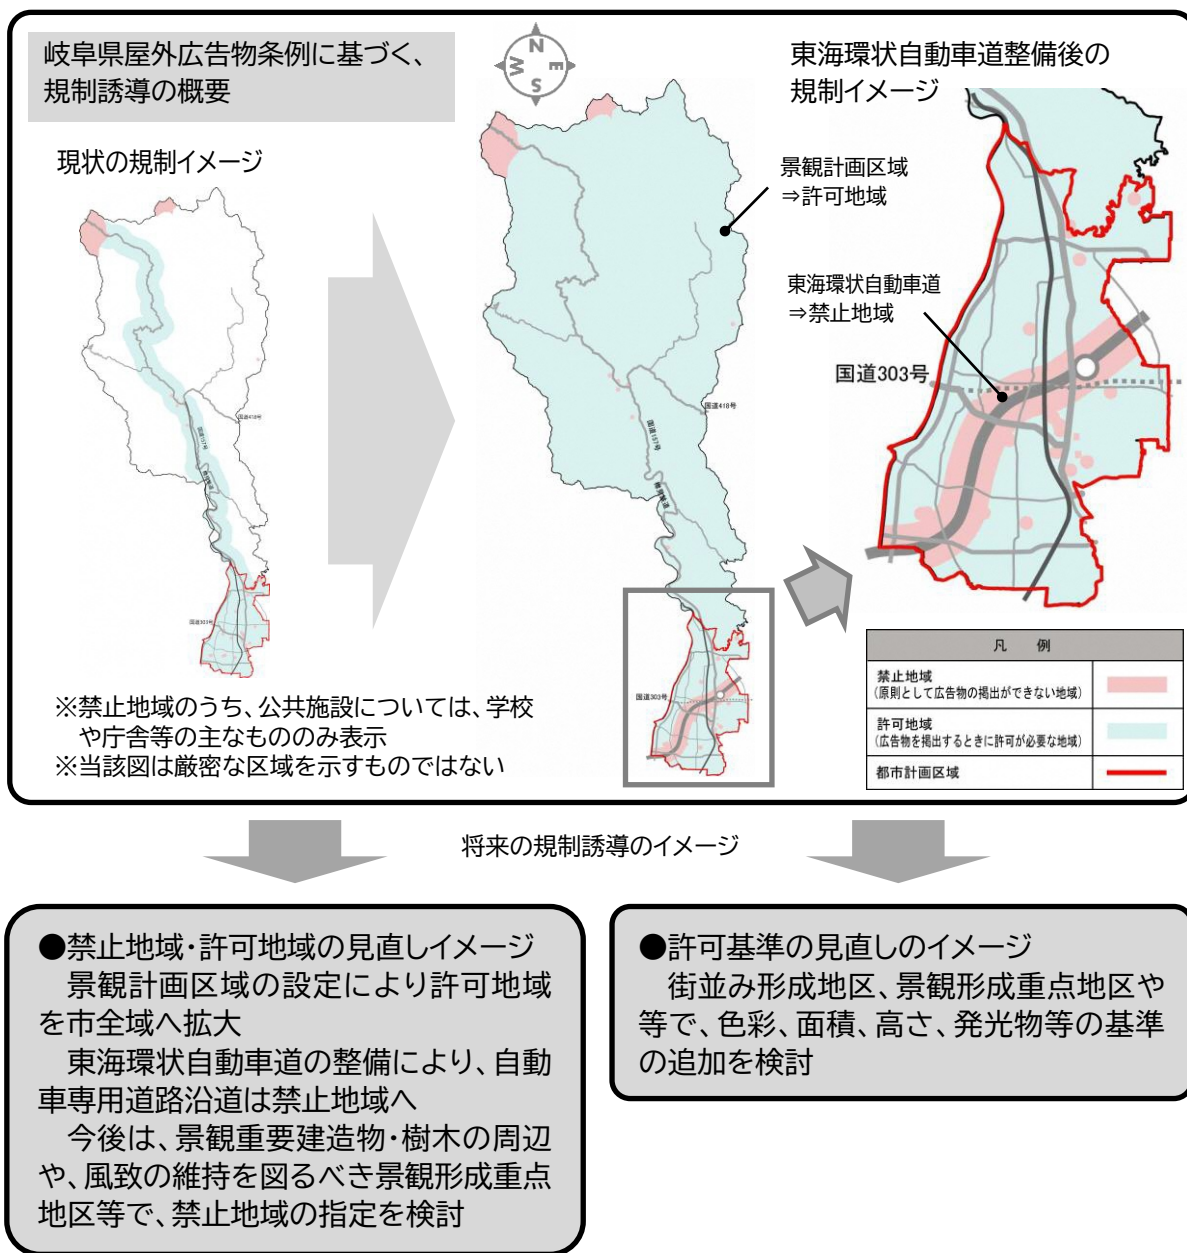 岐阜県屋外広告物条例に基づく、
規制誘導の概要
N
E
S
W
東海環状自動車道整備後の
規制イメージ
現状の規制イメージ
景観計画区域
⇒許可地域
東海環状自動車道
⇒禁止地域
国道303号
国道418号
国道157号
国道418号
国道157号
国道303号
国道303号
※禁止地域のうち、公共施設については、学校
や庁舎等の主なもののみ表示
※当該図は厳密な区域を示すものではない
凡 例
禁止地域
(原則として広告物の掲出ができない地域)
許可地域
(広告物を掲出するときに許可が必要な地域)
都市計画区域
将来の規制誘導のイメージ
●禁止地域・許可地域の見直しイメージ
景観計画区域の設定により許可地域
を市全域へ拡大
東海環状自動車道の整備により、自動
車専用道路沿道は禁止地域へ
今後は、景観重要建造物・樹木の周辺
や、風致の維持を図るべき景観形成重点
地区等で、禁止地域の指定を検討
●許可基準の見直しのイメージ
街並み形成地区、景観形成重点地区や
等で、色彩、面積、高さ、発光物等の基準
の追加を検討